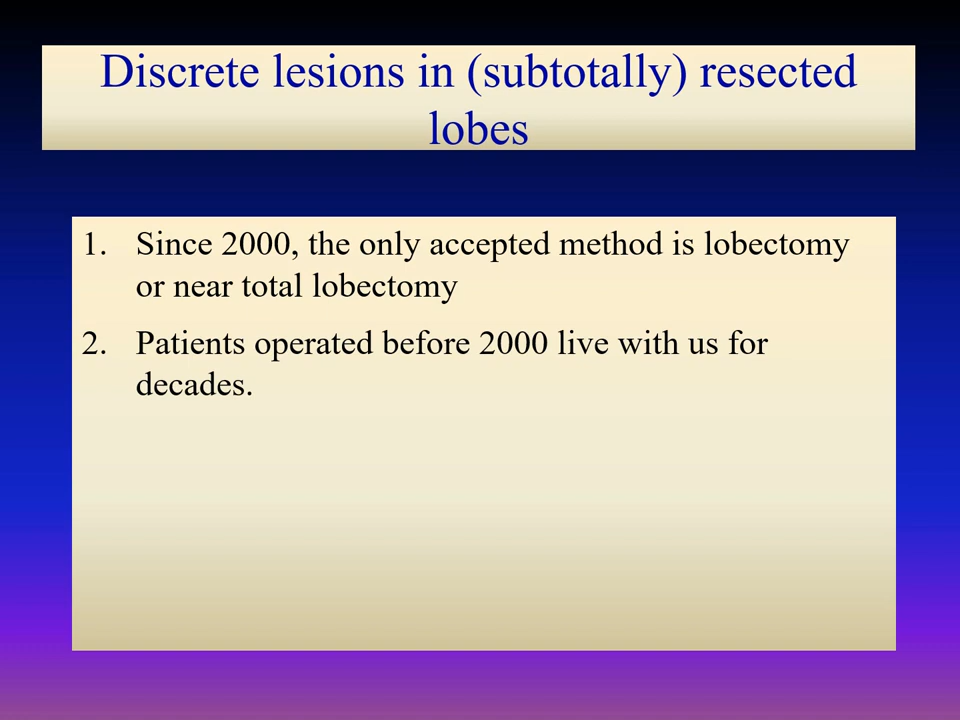 Discrete lesions in (subtotally) resected
lobes
1. Since 2000, the only accepted method is lobectomy
or near total lobectomy
2. Patients operated before 2000 live with us for
decades.